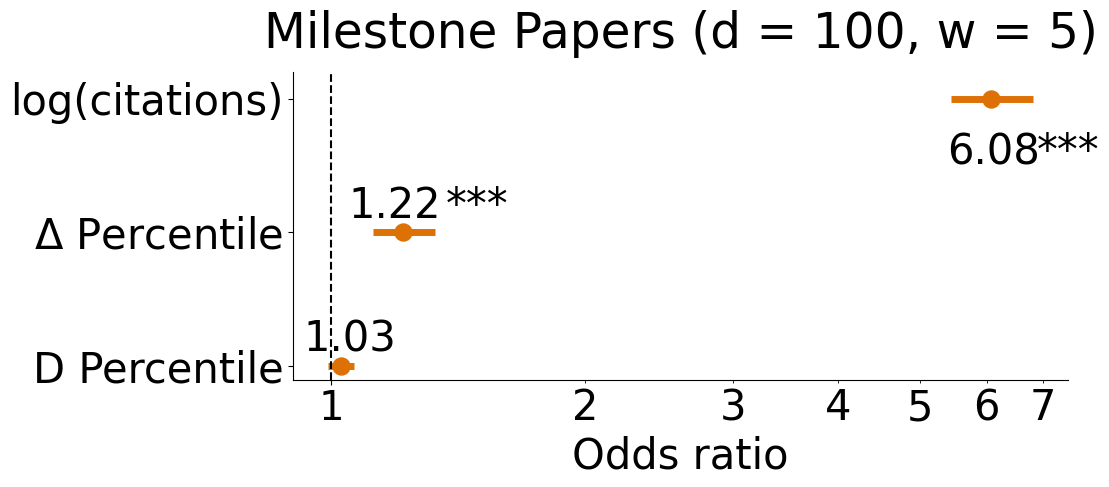 Milestone Papers (d = 100, w = 5)
log(citations)
6.08***
1.22 ***
Δ Percentile
1.03
D Percentile
1 2 3 4 5 6 7
Odds ratio